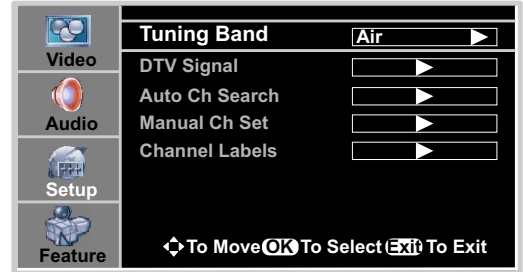 Video
Audio
Setup
Feature
Tuning Band Air
DTV Signal
Auto Ch Search
Manual Ch Set
Channel Labels
To Move OK To Select Exit To Exit